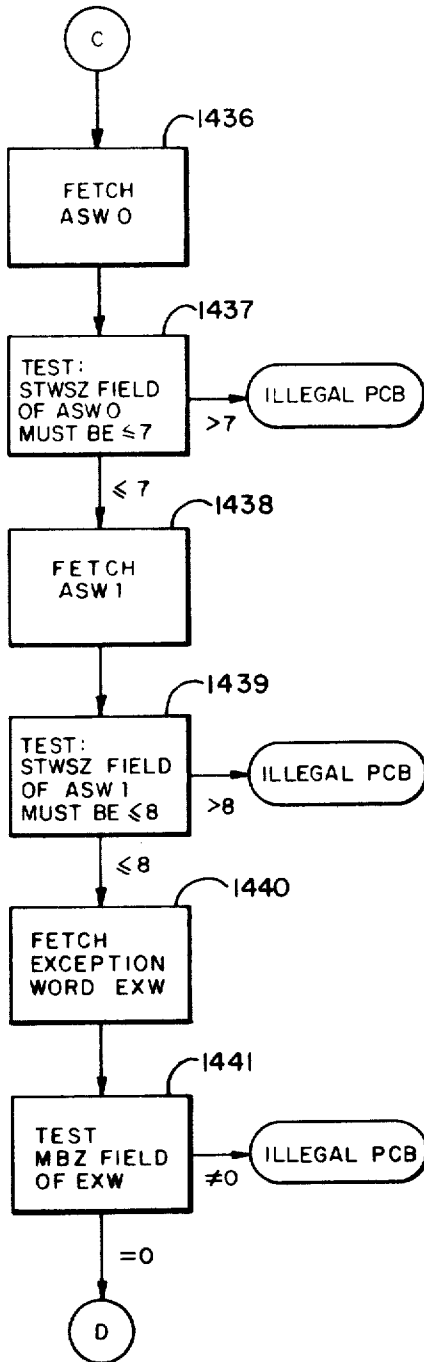 C
1436
FETCH
ASW 0
1437
TEST:
STWSZ FIELD
OF ASW 0
MUST BE ≤7
>7
ILLEGAL PCB
≤7
1438
FETCH
ASW 1
1439
TEST:
STWSZ FIELD
OF ASW 1
MUST BE ≤8
>8
ILLEGAL PCB
≤8
1440
FETCH
EXCEPTION
WORD EXW
1441
TEST
MBZ FIELD
OF EXW
≠0
ILLEGAL PCB
=0
D